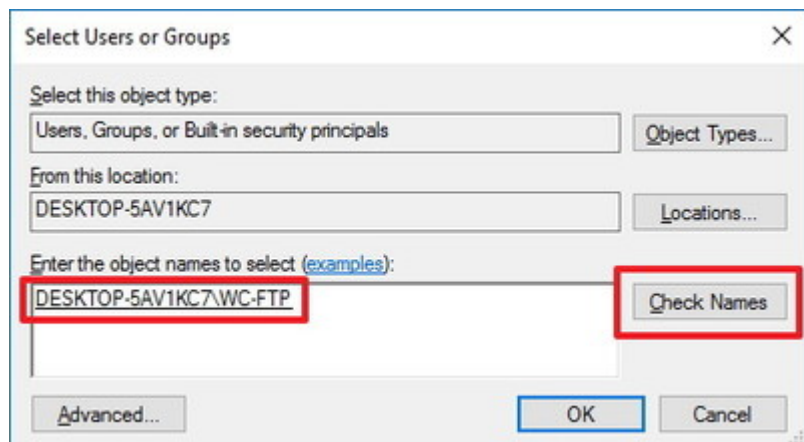 Select Users or Groups
Select this object type:
Users, Groups, or Built-in security principals
Object Types...
From this location:
DESKTOP-5AV1KC7
Locations...
Enter the object names to select (examples):
DESKTOP-5AV1KC7\WC-FTP
Check Names
Advanced...
OK
Cancel